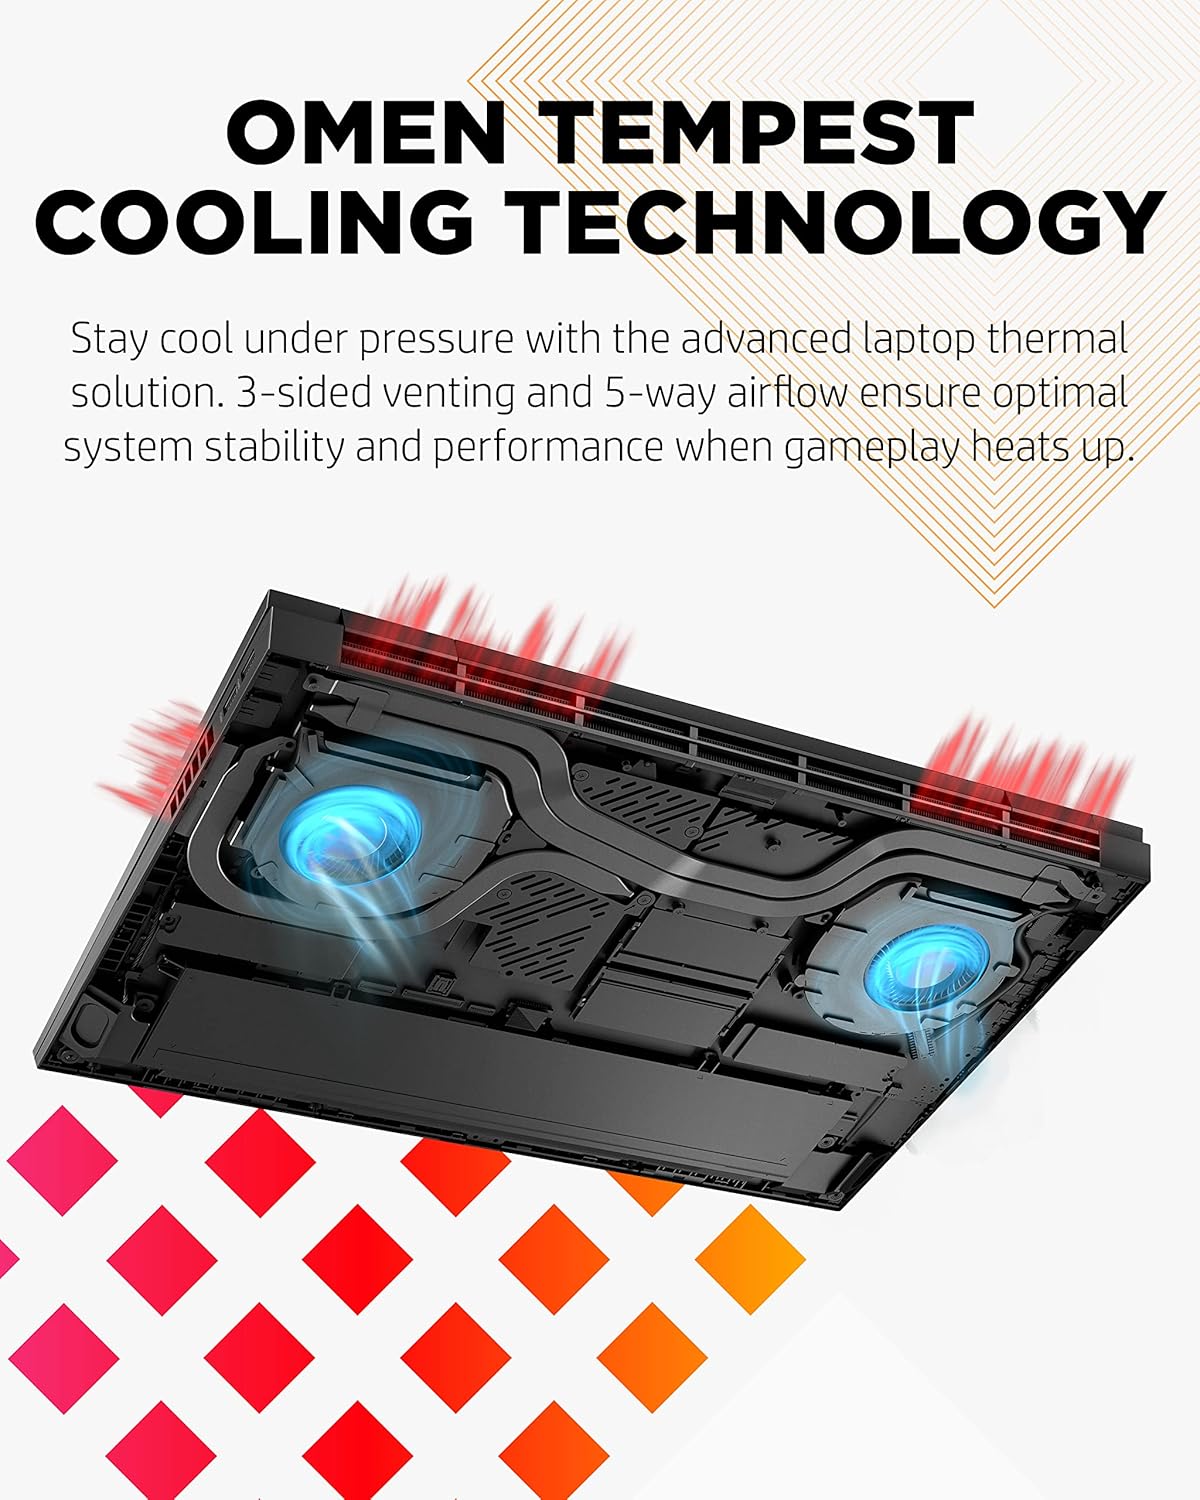 OMEN TEMPEST
COOLING TECHNOLOGY
Stay cool under pressure with the advanced laptop thermal
solution. 3-sided venting and 5-way airflow ensure optimal
system stability and performance when gameplay heats up.